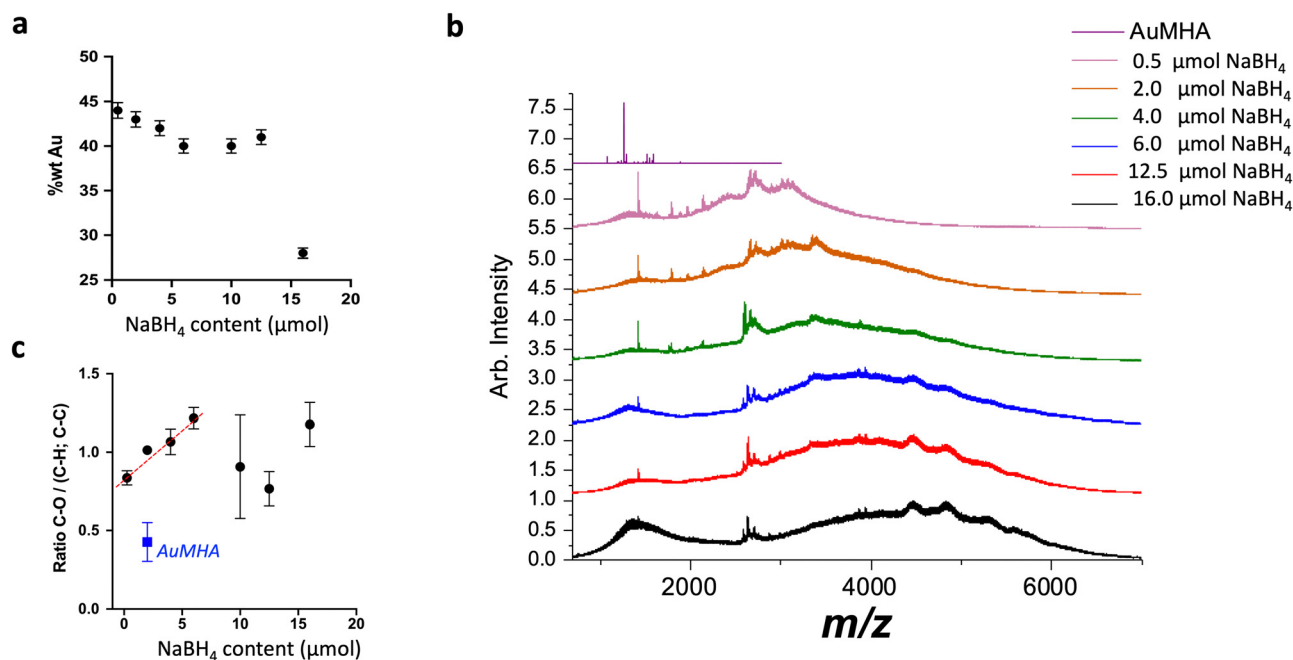 a
50
45
40
35
30
25
%wt Au
0
5
10
15
20
NaBH₄ content (µmol)
b
AuMHA
0.5 µmol NaBH₄
2.0 µmol NaBH₄
4.0 µmol NaBH₄
6.0 µmol NaBH₄
12.5 µmol NaBH₄
16.0 µmol NaBH₄
7.5
7.0
6.5
6.0
5.5
5.0
4.5
4.0
3.5
3.0
2.5
2.0
1.5
1.0
0.5
0.0
Arb. Intensity
2000
4000
6000
m/z
c
1.5
1.0
0.5
0.0
Ratio C-O / (C-H; C-C)
AuMHA
0
5
10
15
20
NaBH₄ content (µmol)